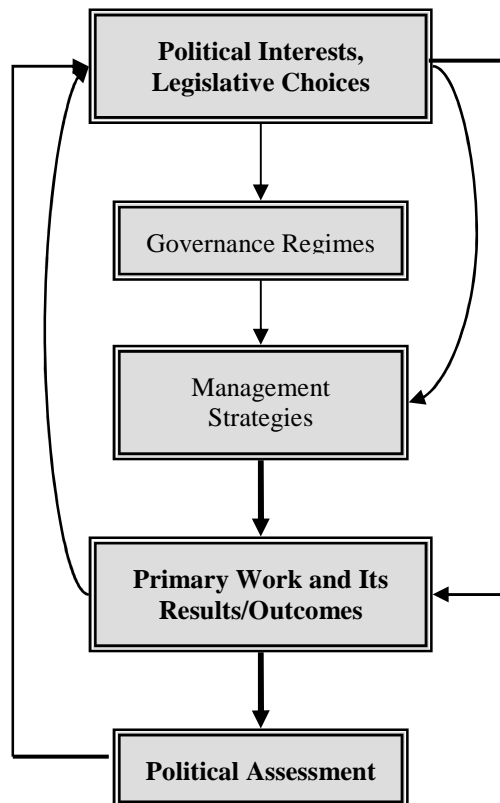 Political Interests,
Legislative Choices
Governance Regimes
Management
Strategies
Primary Work and Its
Results/Outcomes
Political Assessment